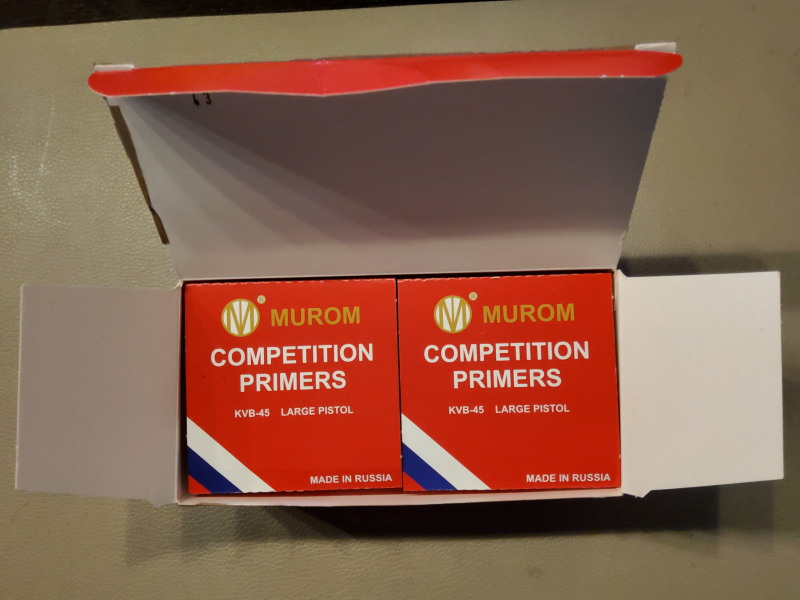 MUROM
COMPETITION
PRIMERS
KVB-45 LARGE PISTOL
MADE IN RUSSIA
MUROM
COMPETITION
PRIMERS
KVB-45 LARGE PISTOL
MADE IN RUSSIA